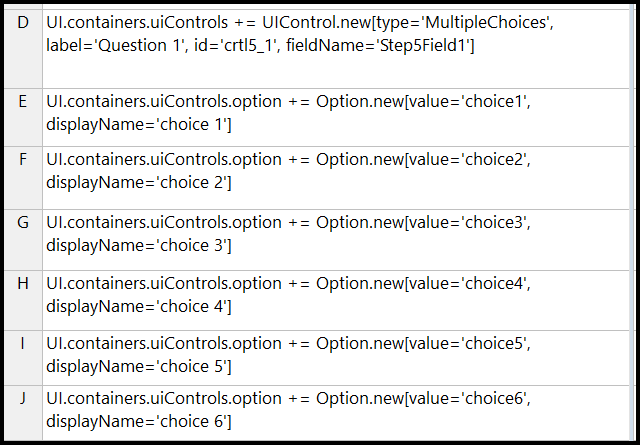 D UI.containers.uiControls += UIControl.new[type='MultipleChoices',
label='Question 1', id='crtl5_1', fieldName='Step5Field1']
E UI.containers.uiControls.option += Option.new[value='choice1',
displayName='choice 1']
F UI.containers.uiControls.option += Option.new[value='choice2',
displayName='choice 2']
G UI.containers.uiControls.option += Option.new[value='choice3',
displayName='choice 3']
H UI.containers.uiControls.option += Option.new[value='choice4',
displayName='choice 4']
I UI.containers.uiControls.option += Option.new[value='choice5',
displayName='choice 5']
J UI.containers.uiControls.option += Option.new[value='choice6',
displayName='choice 6']